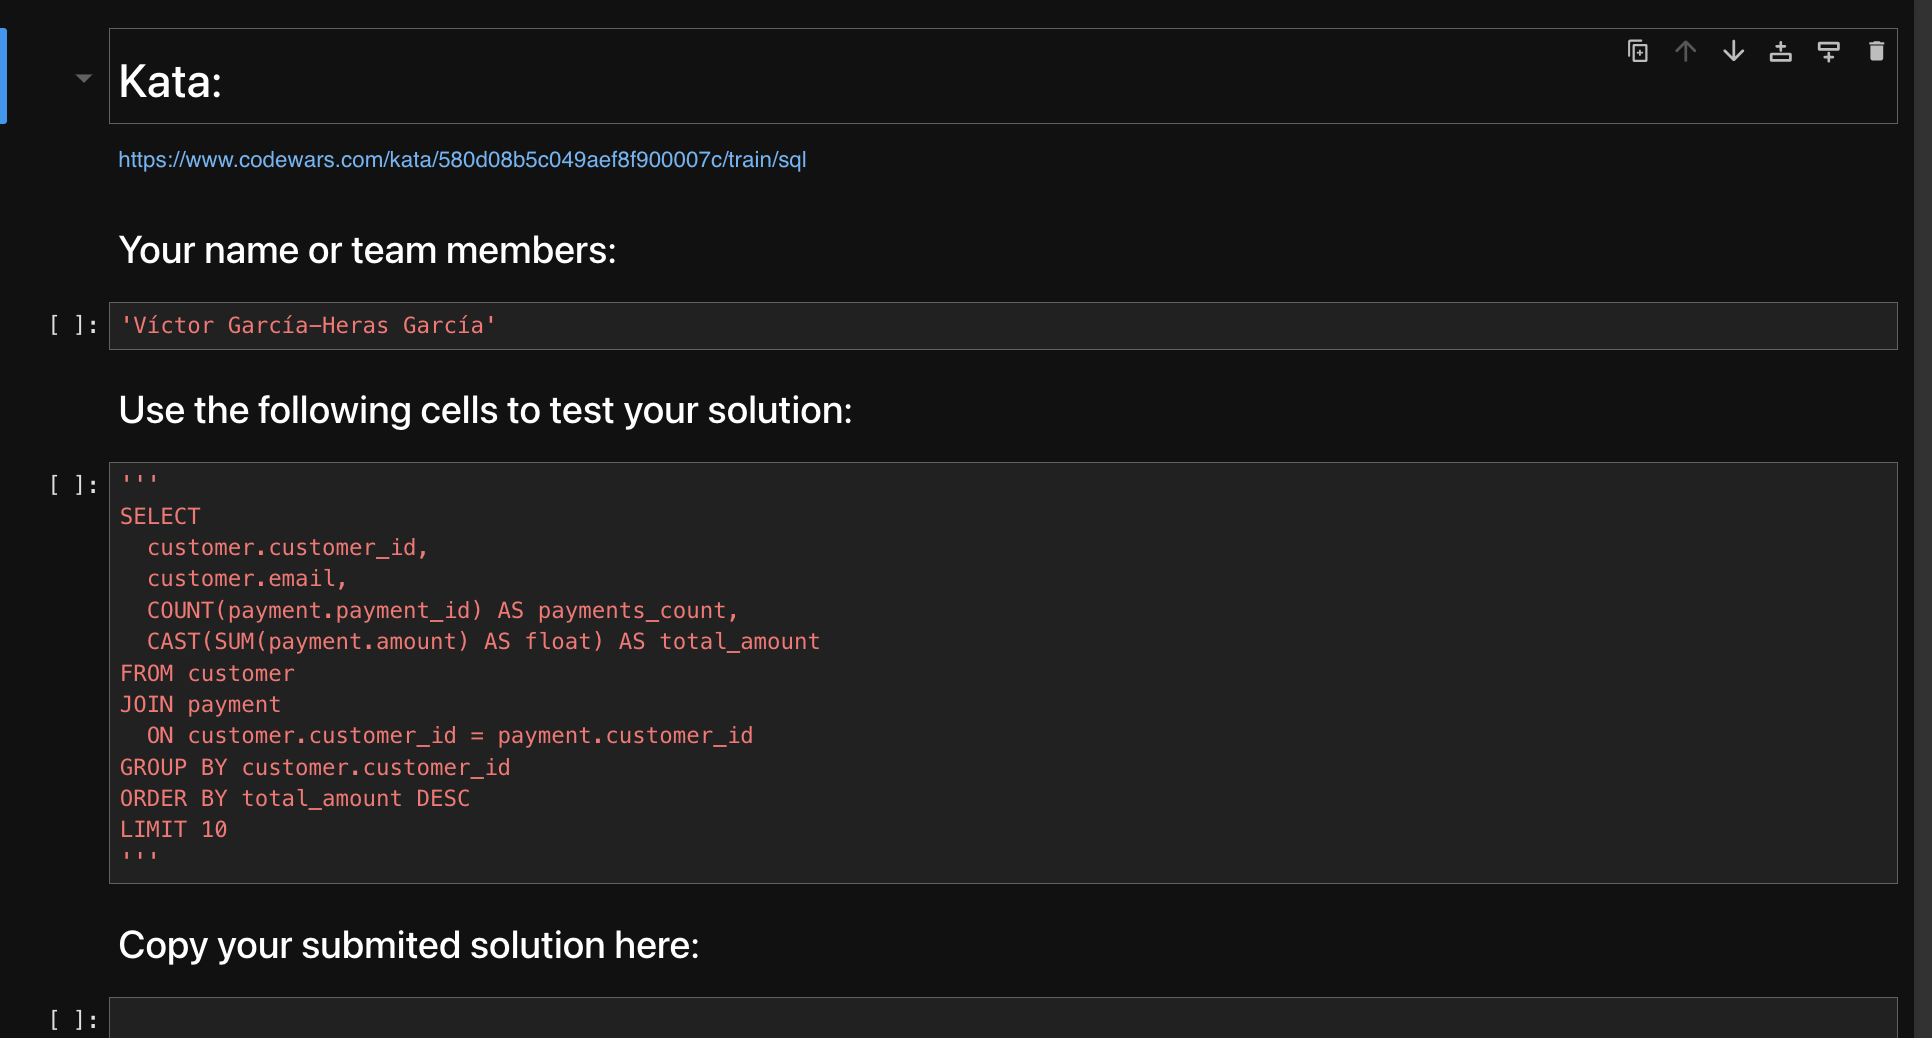 Kata:
https://www.codewars.com/kata/580d08b5c049aef8f900007c/train/sql
Your name or team members:
[ ]: 'Víctor García-Heras García'
Use the following cells to test your solution:
[ ]: '''
SELECT
  customer.customer_id,
  customer.email,
  COUNT(payment.payment_id) AS payments_count,
  CAST(SUM(payment.amount) AS float) AS total_amount
FROM customer
JOIN payment
  ON customer.customer_id = payment.customer_id
GROUP BY customer.customer_id
ORDER BY total_amount DESC
LIMIT 10
'''
Copy your submited solution here:
[ ]: